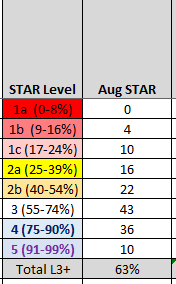 STAR Level Aug STAR
1a (0-8%) 0
1b (9-16%) 4
1c (17-24%) 10
2a (25-39%) 16
2b (40-54%) 22
3 (55-74%) 43
4 (75-90%) 36
5 (91-99%) 10
Total L3+ 63%